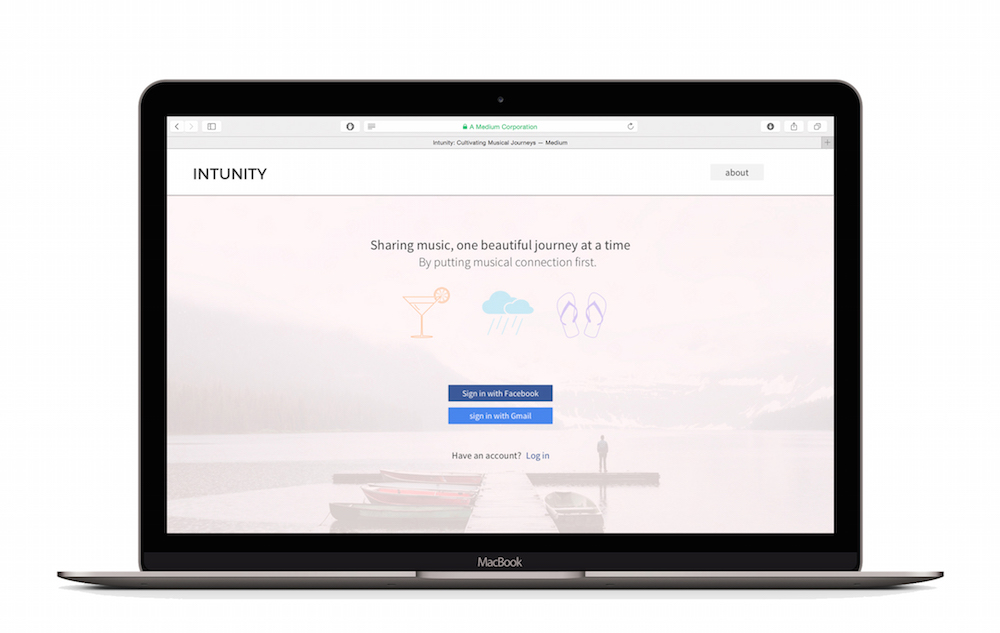 A Medium Corporation
Intunity: Cultivating Musical Journeys — Medium
INTUNITY
about
Sharing music, one beautiful journey at a time
By putting musical connection first.
Sign in with Facebook
sign in with Gmail
Have an account? Log in
MacBook